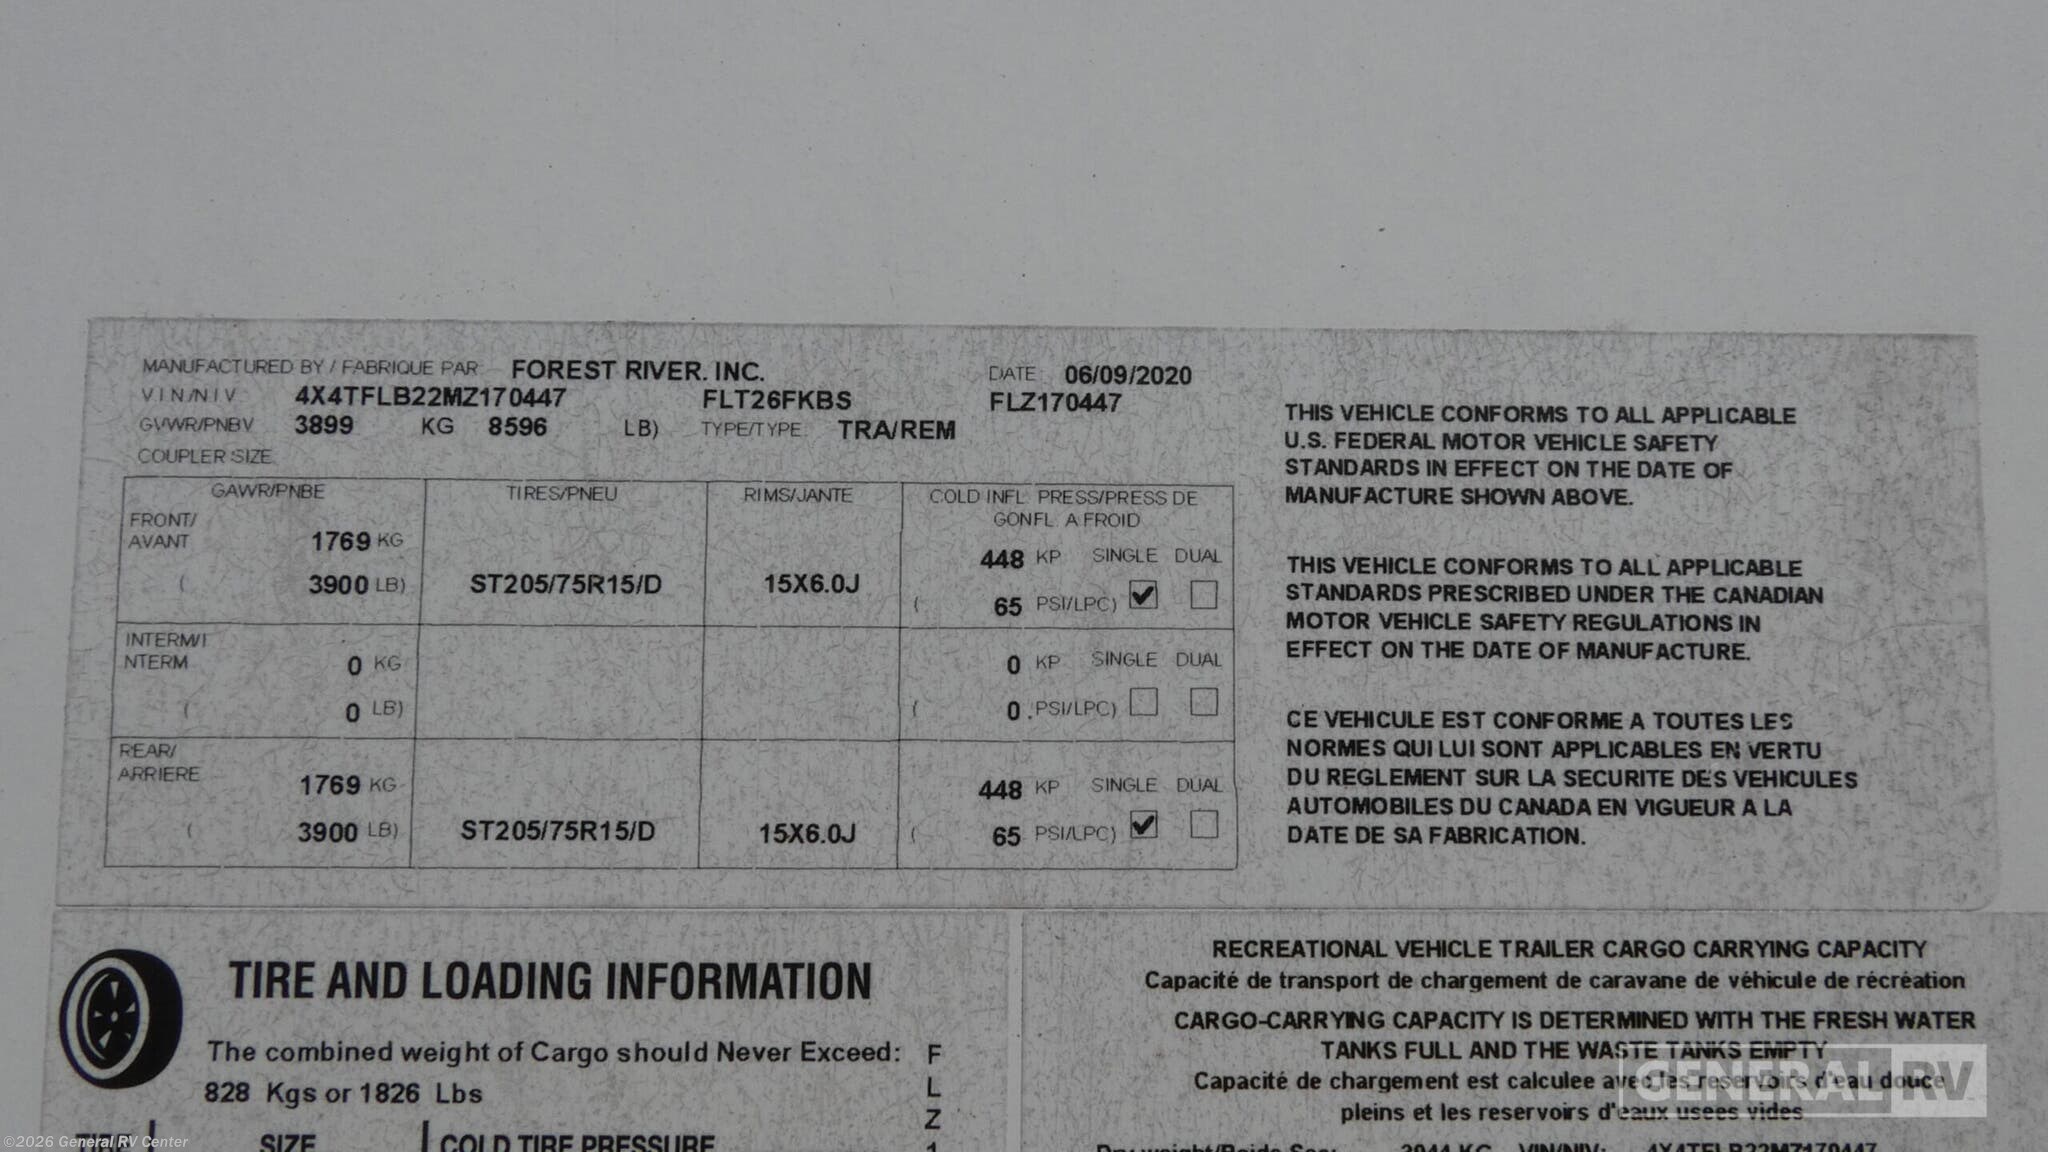 MANUFACTURED BY / FABRIQUE PAR FOREST RIVER. INC. DATE 06/09/2020
V I N /N I V 4X4TFLB22MZ170447 FLT26FKBS FLZ170447
GVWR/PNBV 3899 KG 8596 LB) TYPE/TYPE TRA/REM
COUPLER SIZE
GAWR/PNBE TIRES/PNEU RIMS/JANTE COLD INFL PRESS/PRESS DE
GONFL A FROID
FRONT/
AVANT 1769 KG 448 KP SINGLE DUAL
( 3900 LB) ST205/75R15/D 15X6.0J ( 65 PSI/LPC)
INTERM/I
NTERM 0 KG 0 KP SINGLE DUAL
( 0 LB) ( 0 .PSI/LPC)
REAR/
ARRIERE 1769 KG 448 KP SINGLE DUAL
( 3900 LB) ST205/75R15/D 15X6.0J ( 65 PSI/LPC)
THIS VEHICLE CONFORMS TO ALL APPLICABLE
U.S. FEDERAL MOTOR VEHICLE SAFETY
STANDARDS IN EFFECT ON THE DATE OF
MANUFACTURE SHOWN ABOVE.
THIS VEHICLE CONFORMS TO ALL APPLICABLE
STANDARDS PRESCRIBED UNDER THE CANADIAN
MOTOR VEHICLE SAFETY REGULATIONS IN
EFFECT ON THE DATE OF MANUFACTURE.
CE VEHICULE EST CONFORME A TOUTES LES
NORMES QUI LUI SONT APPLICABLES EN VERTU
DU REGLEMENT SUR LA SECURITE DES VEHICULES
AUTOMOBILES DU CANADA EN VIGUEUR A LA
DATE DE SA FABRICATION.
TIRE AND LOADING INFORMATION
The combined weight of Cargo should Never Exceed:
828 Kgs or 1826 Lbs
TIRE SIZE COLD TIRE PRESSURE
F
L
Z
1
RECREATIONAL VEHICLE TRAILER CARGO CARRYING CAPACITY
Capacité de transport de chargement de caravane de véhicule de récréation
CARGO-CARRYING CAPACITY IS DETERMINED WITH THE FRESH WATER
TANKS FULL AND THE WASTE TANKS EMPTY
Capacité de chargement est calculee avec les reservoirs d'eau douce
pleins et les reservoirs d'eaux usees vides
Dry weight/Poids Sec: 3044 KG VIN/NIV: 4X4TFLB22MZ170447
GENERAL RV
©2026 General RV Center